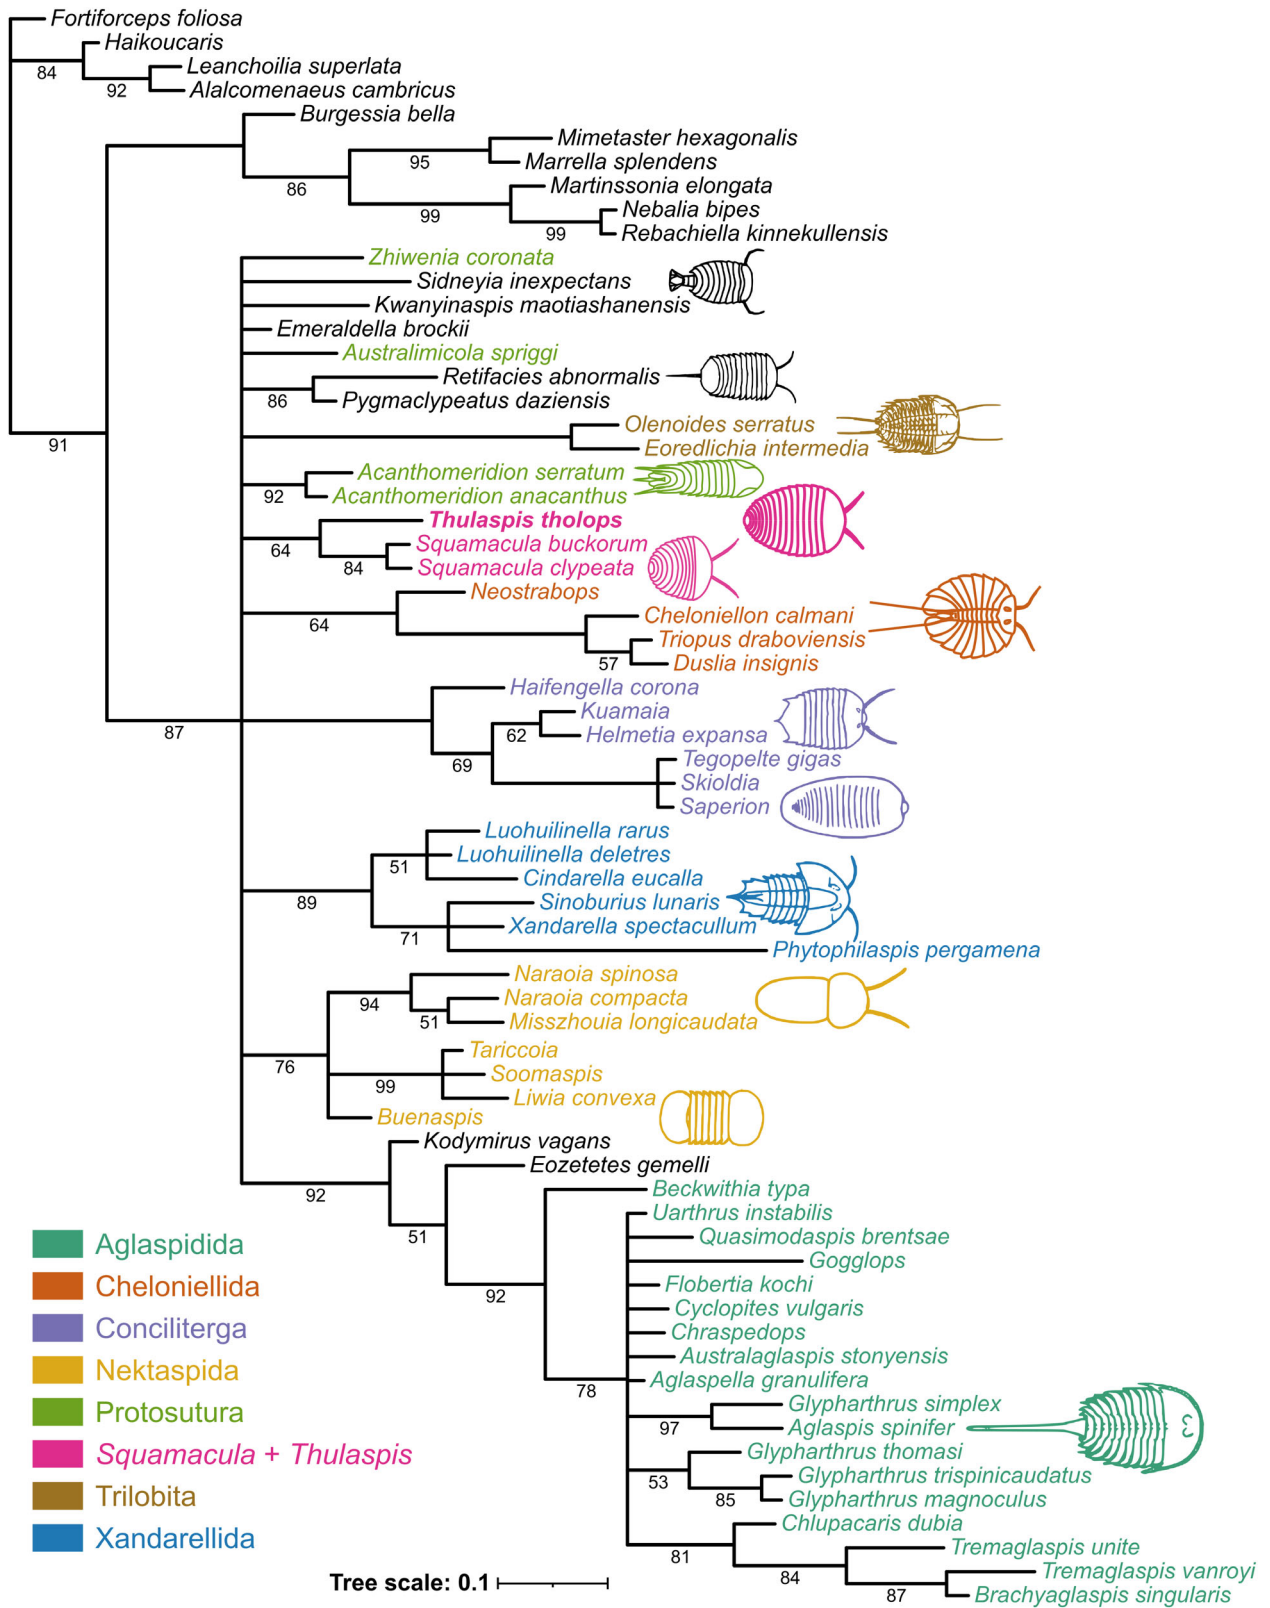 Fortiforceps foliosa
Haikoucaris
84
Leanchoilia superlata
92
Alalcomenaeus cambricus
Burgessia bella
Mimetaster hexagonalis
95
Marrella splendens
86
Martinssonia elongata
99
Nebalia bipes
99
Rebachiella kinnekullensis
Zhiwenia coronata
Sidneyia inexpectans
Kwanyinaspis maotiashanensis
Emeraldella brockii
Australimicola spriggi
Retifacies abnormalis
86
Pygmaclypeatus daziensis
Olenoides serratus
91
Eoredlichia intermedia
Acanthomeridion serratum
92
Acanthomeridion anacanthus
Thulaspis tholops
64
Squamacula buckorum
84
Squamacula clypeata
Neostrabops
64
Cheloniellon calmani
Triopus draboviensis
57
Duslia insignis
Haifengella corona
87
Kuamaia
62
Helmetia expansa
69
Tegopelte gigas
Skioldia
Saperion
Luohuilinella rarus
51
Luohuilinella deletres
Cindarella eucalla
89
Sinoburius lunaris
71
Xandarella spectacullum
Phytophilaspis pergamena
Naraoia spinosa
94
Naraoia compacta
51
Misszhouia longicaudata
76
Tariccoia
99
Soomaspis
Liwia convexa
Buenaspis
Kodymirus vagans
92
Eozetetes gemelli
51
Beckwithia typa
92
Uarthrus instabilis
Quasimodaspis brentsae
Gogglops
Flobertia kochi
Cyclopites vulgaris
Chraspedops
Australaglaspis stonyensis
78
Aglaspella granulifera
Glypharthrus simplex
97
Aglaspis spinifer
Glypharthrus thomasi
53
Glypharthrus trispinicaudatus
85
Glypharthrus magnoculus
Chlupacaris dubia
81
Tremaglaspis unite
84
Tremaglaspis vanroyi
87
Brachyaglaspis singularis
Aglaspidida
Cheloniellida
Conciliterga
Nektaspida
Protosutura
Squamacula + Thulaspis
Trilobita
Xandarellida
Tree scale: 0.1